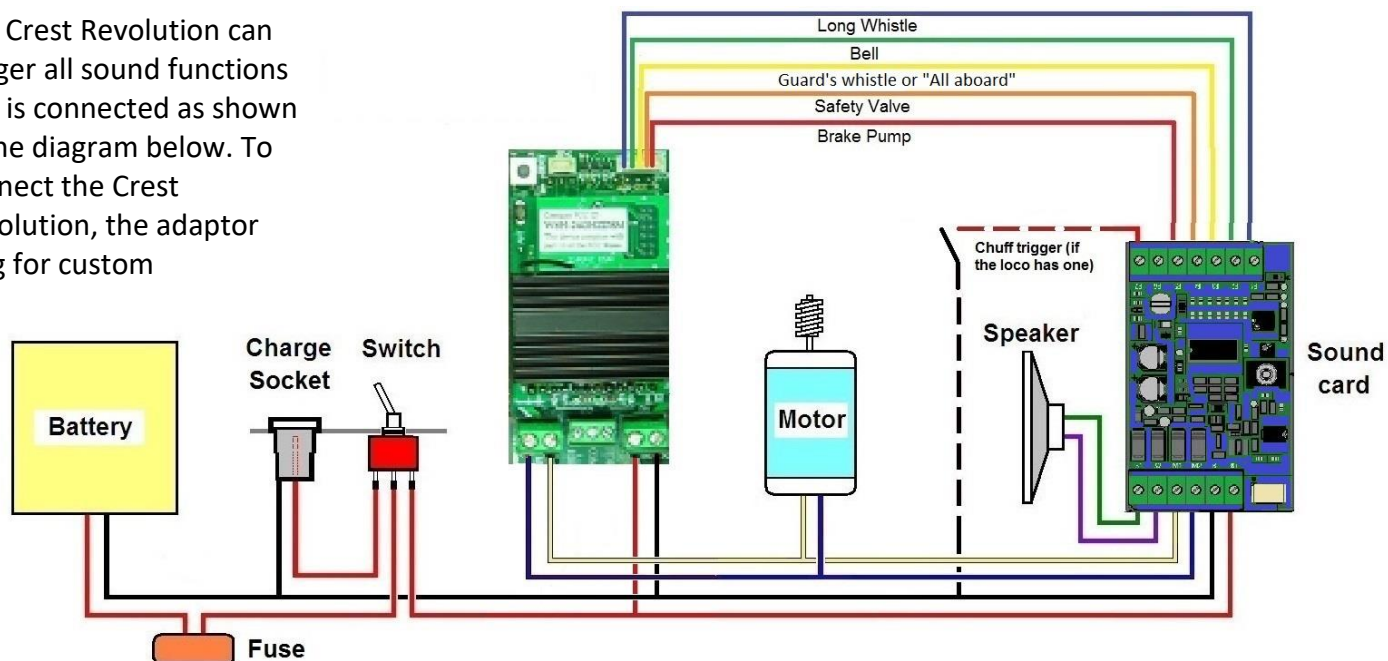 Crest Revolution can
ger all sound functions
is connected as shown
he diagram below. To
nect the Crest
olution, the adaptor
g for custom
Long Whistle
Bell
Guard's whistle or "All aboard"
Safety Valve
Brake Pump
Chuff trigger (if
the loco has one)
Speaker
Sound
card
Charge
Socket
Switch
Battery
Motor
Fuse